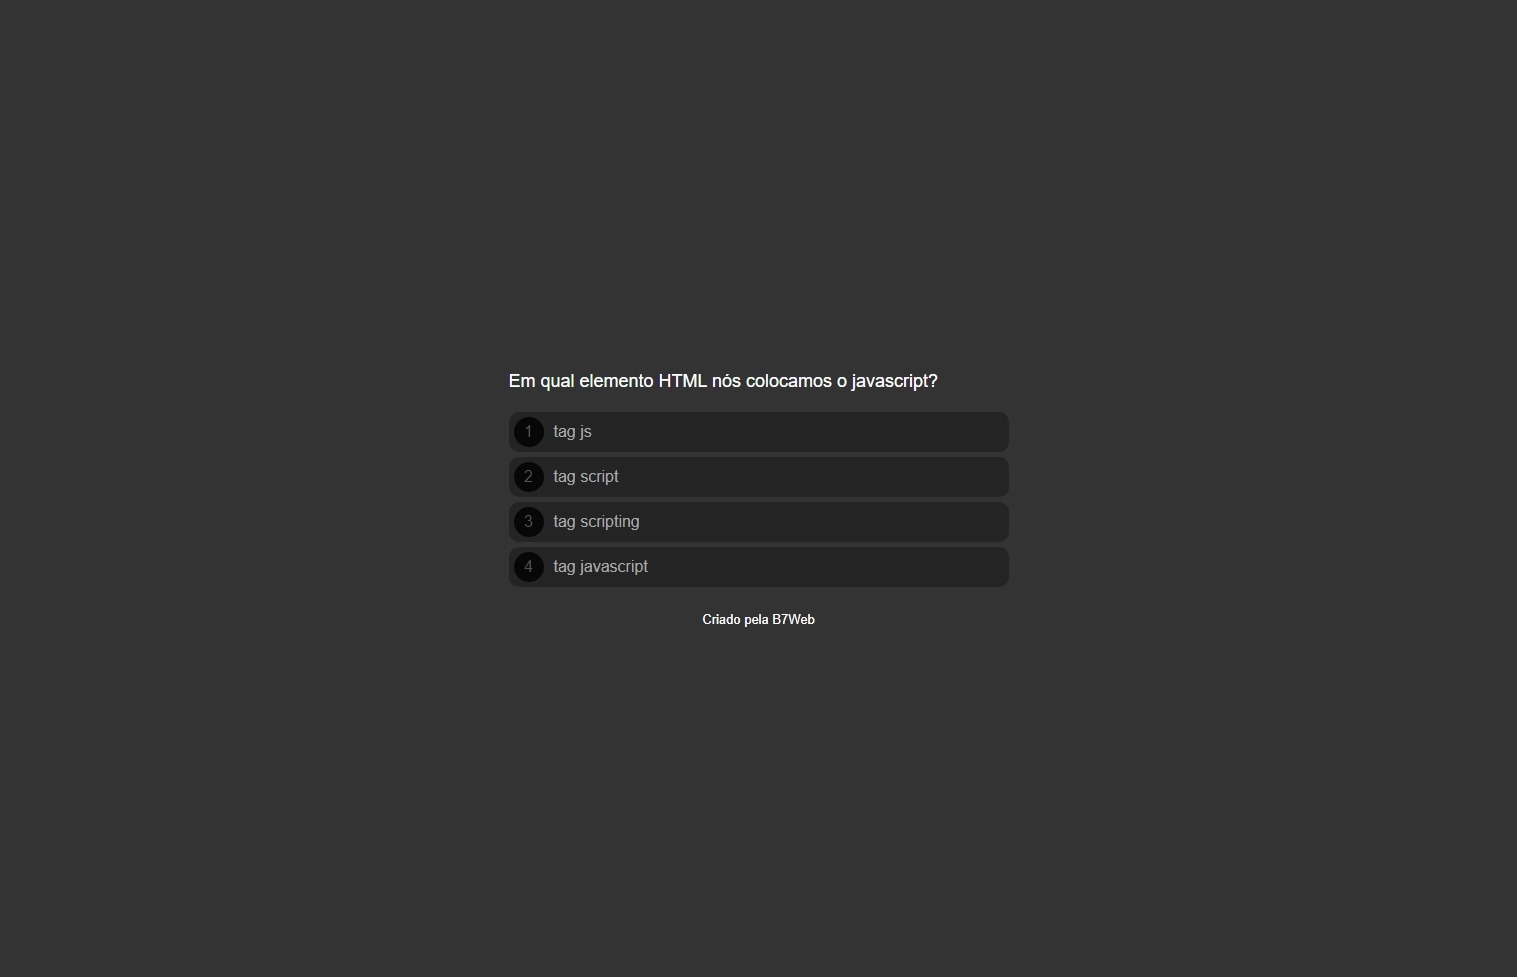 Em qual elemento HTML nós colocamos o javascript?
1 tag js
2 tag script
3 tag scripting
4 tag javascript
Criado pela B7Web